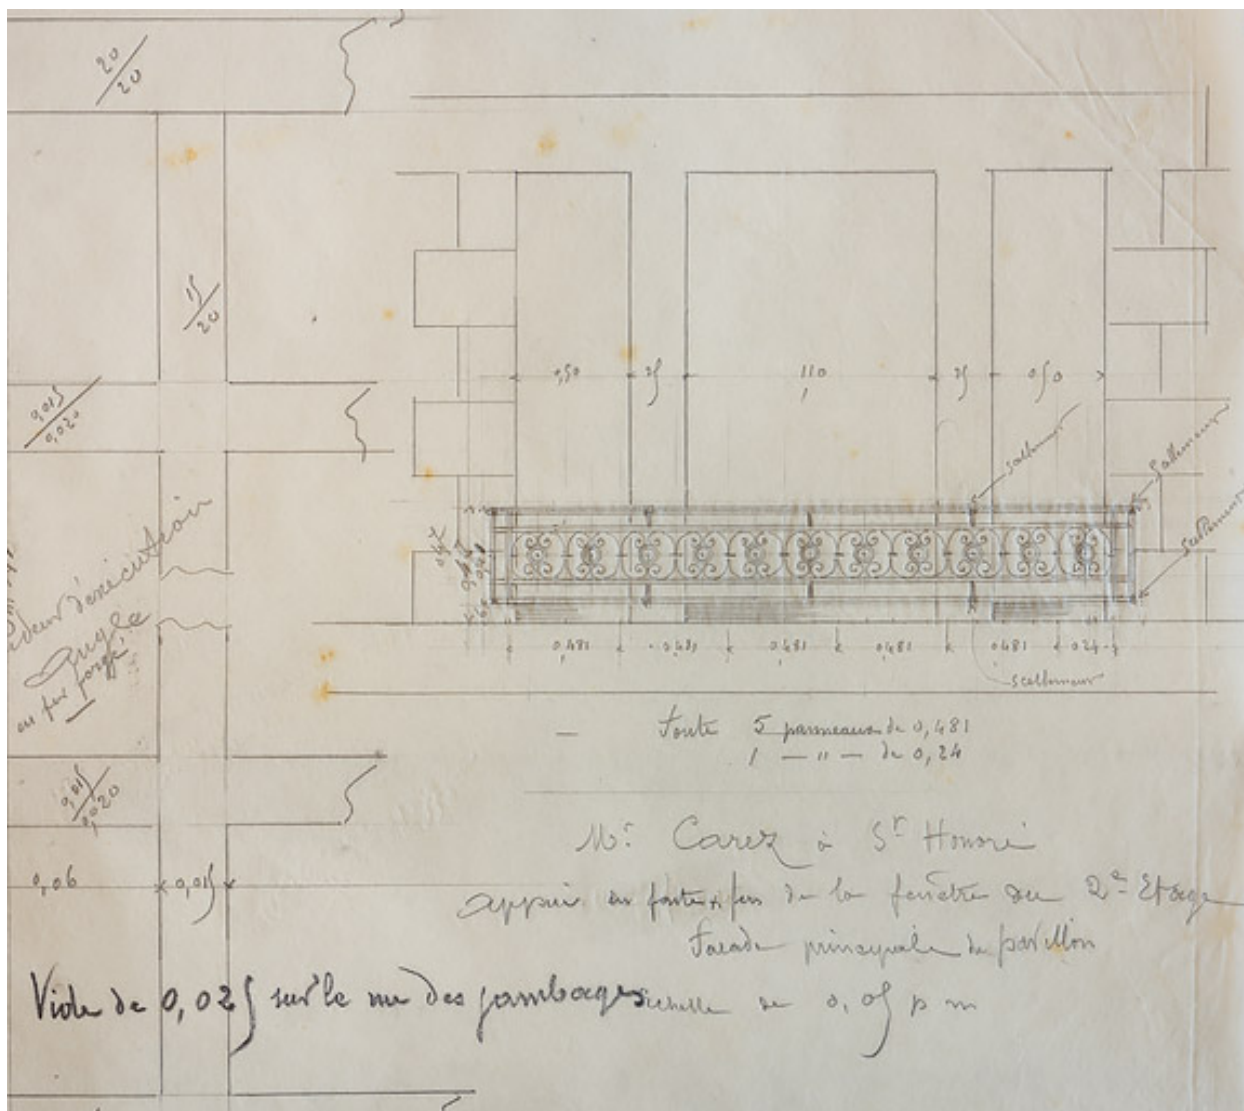 20/20
15/20
0,50 25 110 25 0,50
0,015/0,020
scellement
scellement
scellement
grandeur d'exécution
Angle
en fer forgé
0,481 0,481 0,481 0,481 0,481 0,24
scellement
Fonte 5 panneaux de 0,481
1 — " — de 0,24
0,015/0,020
Mr. Carez à St Honoré
0,06 0,015
appui en fonte & fers de la fenêtre du 2e Etage
Facade principale du pavillon
Vide de 0,025 sur le nu des jambages
echelle de 0,05 p m